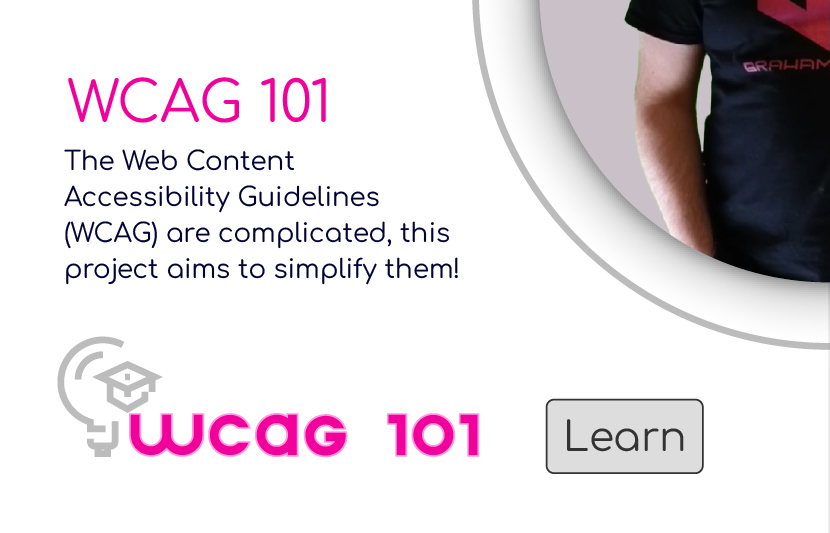 WCAG 101
The Web Content
Accessibility Guidelines
(WCAG) are complicated, this
project aims to simplify them!
GRAHAM
WCAG 101
Learn